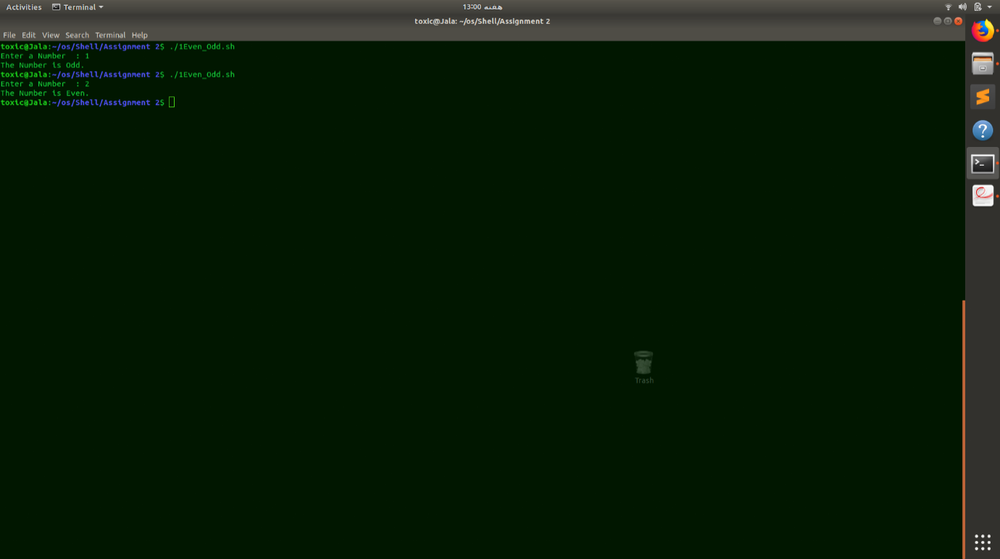 Activities Terminal 13:00 هفته
toxic@Jala: ~/os/Shell/Assignment 2
File Edit View Search Terminal Help
toxic@Jala:~/os/Shell/Assignment 2$ ./1Even_Odd.sh
Enter a Number  : 1
The Number is Odd.
toxic@Jala:~/os/Shell/Assignment 2$ ./1Even_Odd.sh
Enter a Number  : 2
The Number is Even.
toxic@Jala:~/os/Shell/Assignment 2$
Trash